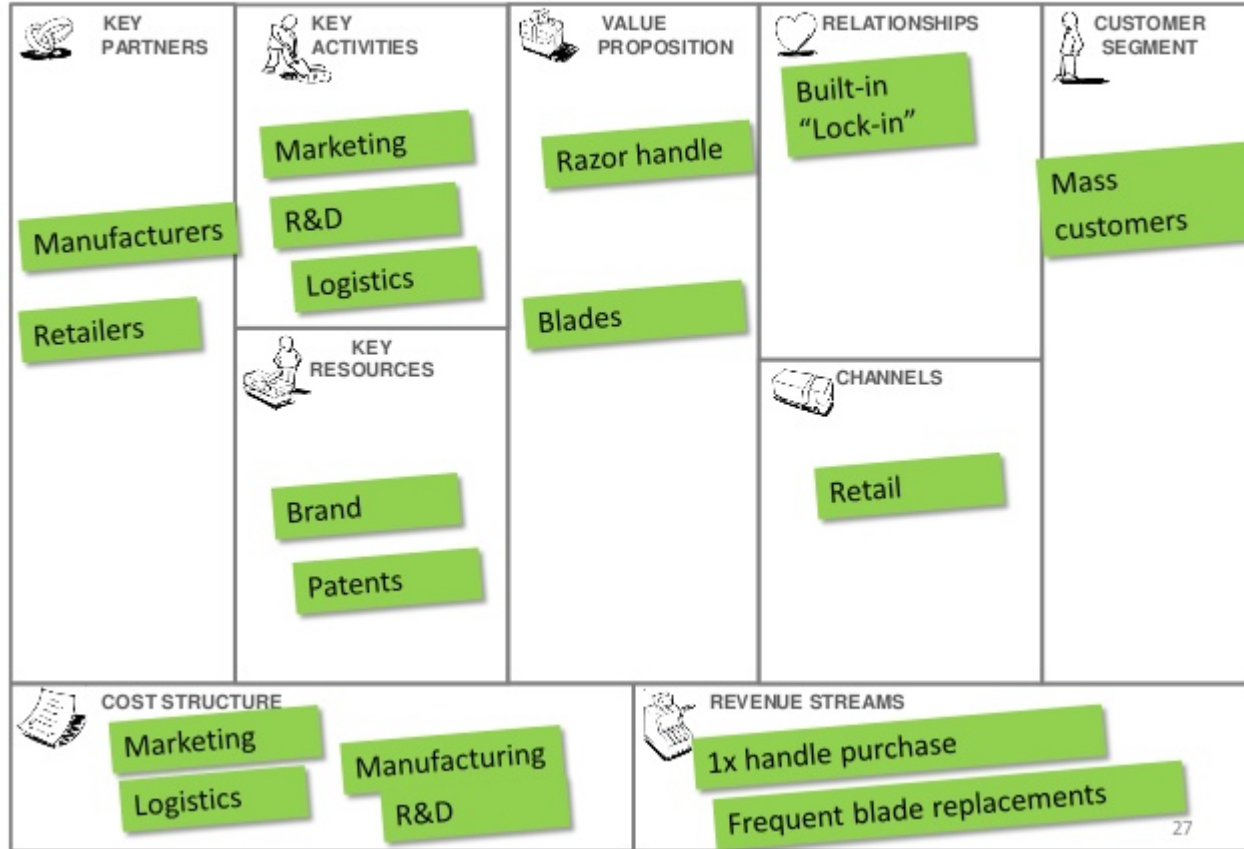 KEY
PARTNERS
Manufacturers
Retailers
KEY
ACTIVITIES
Marketing
R&D
Logistics
KEY
RESOURCES
Brand
Patents
VALUE
PROPOSITION
Razor handle
Blades
RELATIONSHIPS
Built-in
“Lock-in”
CHANNELS
Retail
CUSTOMER
SEGMENT
Mass
customers
COST STRUCTURE
Marketing
Logistics
Manufacturing
R&D
REVENUE STREAMS
1x handle purchase
Frequent blade replacements
27